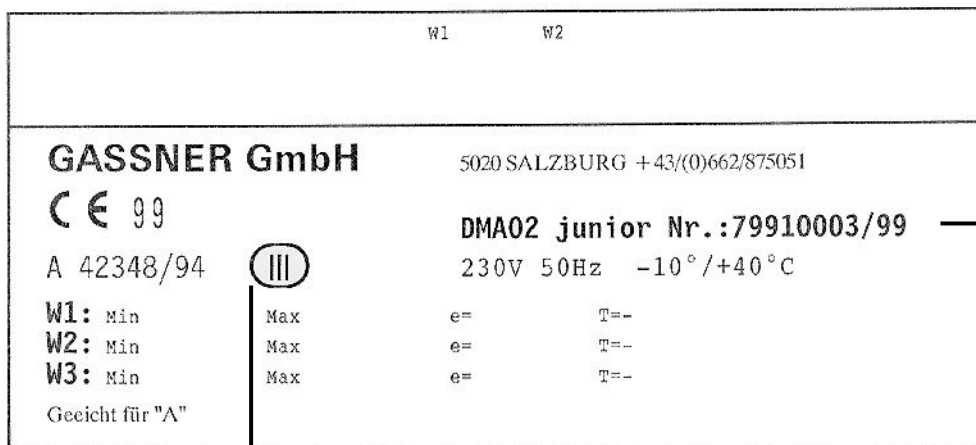 W1 W2
GASSNER GmbH 5020 SALZBURG +43/(0)662/875051
CE 99
DMA02 junior Nr.:79910003/99
A 42348/94 III 230V 50Hz -10°/+40°C
W1: Min Max e= T=-
W2: Min Max e= T=-
W3: Min Max e= T=-
Geeicht für "A"